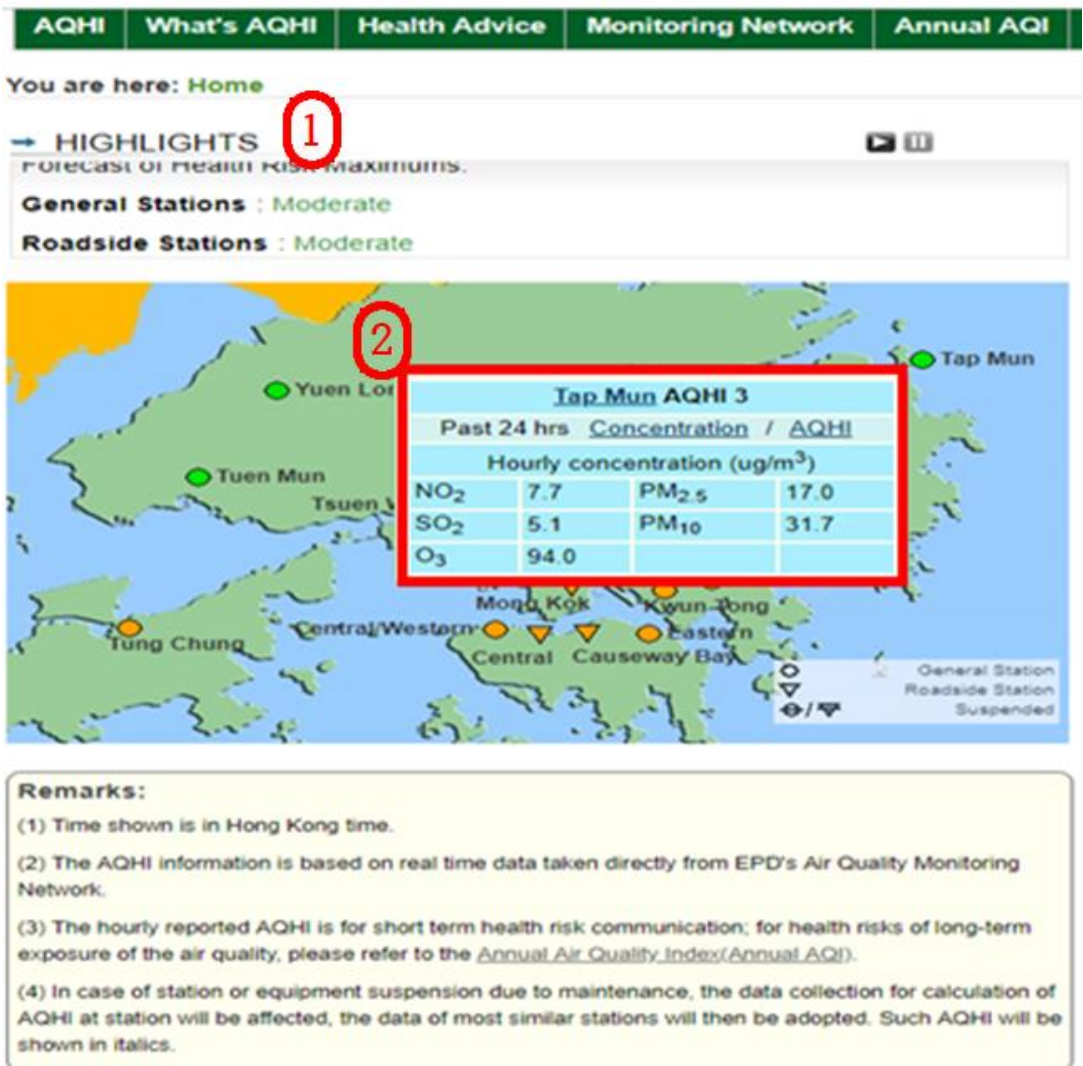 AQHI What's AQHI Health Advice Monitoring Network Annual AQI
You are here: Home
HIGHLIGHTS
1
Forecast of Health Risk Maximums.
General Stations : Moderate
Roadside Stations : Moderate
2
Tap Mun
Yuen Lo
Tap Mun AQHI 3
Past 24 hrs Concentration / AQHI
Hourly concentration (ug/m³)
NO₂ 7.7 PM₂.₅ 17.0
SO₂ 5.1 PM₁₀ 31.7
O₃ 94.0
Tuen Mun
Tsuen
Mong Kok
Kwun Tong
Tung Chung
Central/Western
Eastern
Central
Causeway Bay
General Station
Roadside Station
Suspended
Remarks:
(1) Time shown is in Hong Kong time.
(2) The AQHI information is based on real time data taken directly from EPD's Air Quality Monitoring
Network.
(3) The hourly reported AQHI is for short term health risk communication; for health risks of long-term
exposure of the air quality, please refer to the Annual Air Quality Index(Annual AQI).
(4) In case of station or equipment suspension due to maintenance, the data collection for calculation of
AQHI at station will be affected, the data of most similar stations will then be adopted. Such AQHI will be
shown in italics.